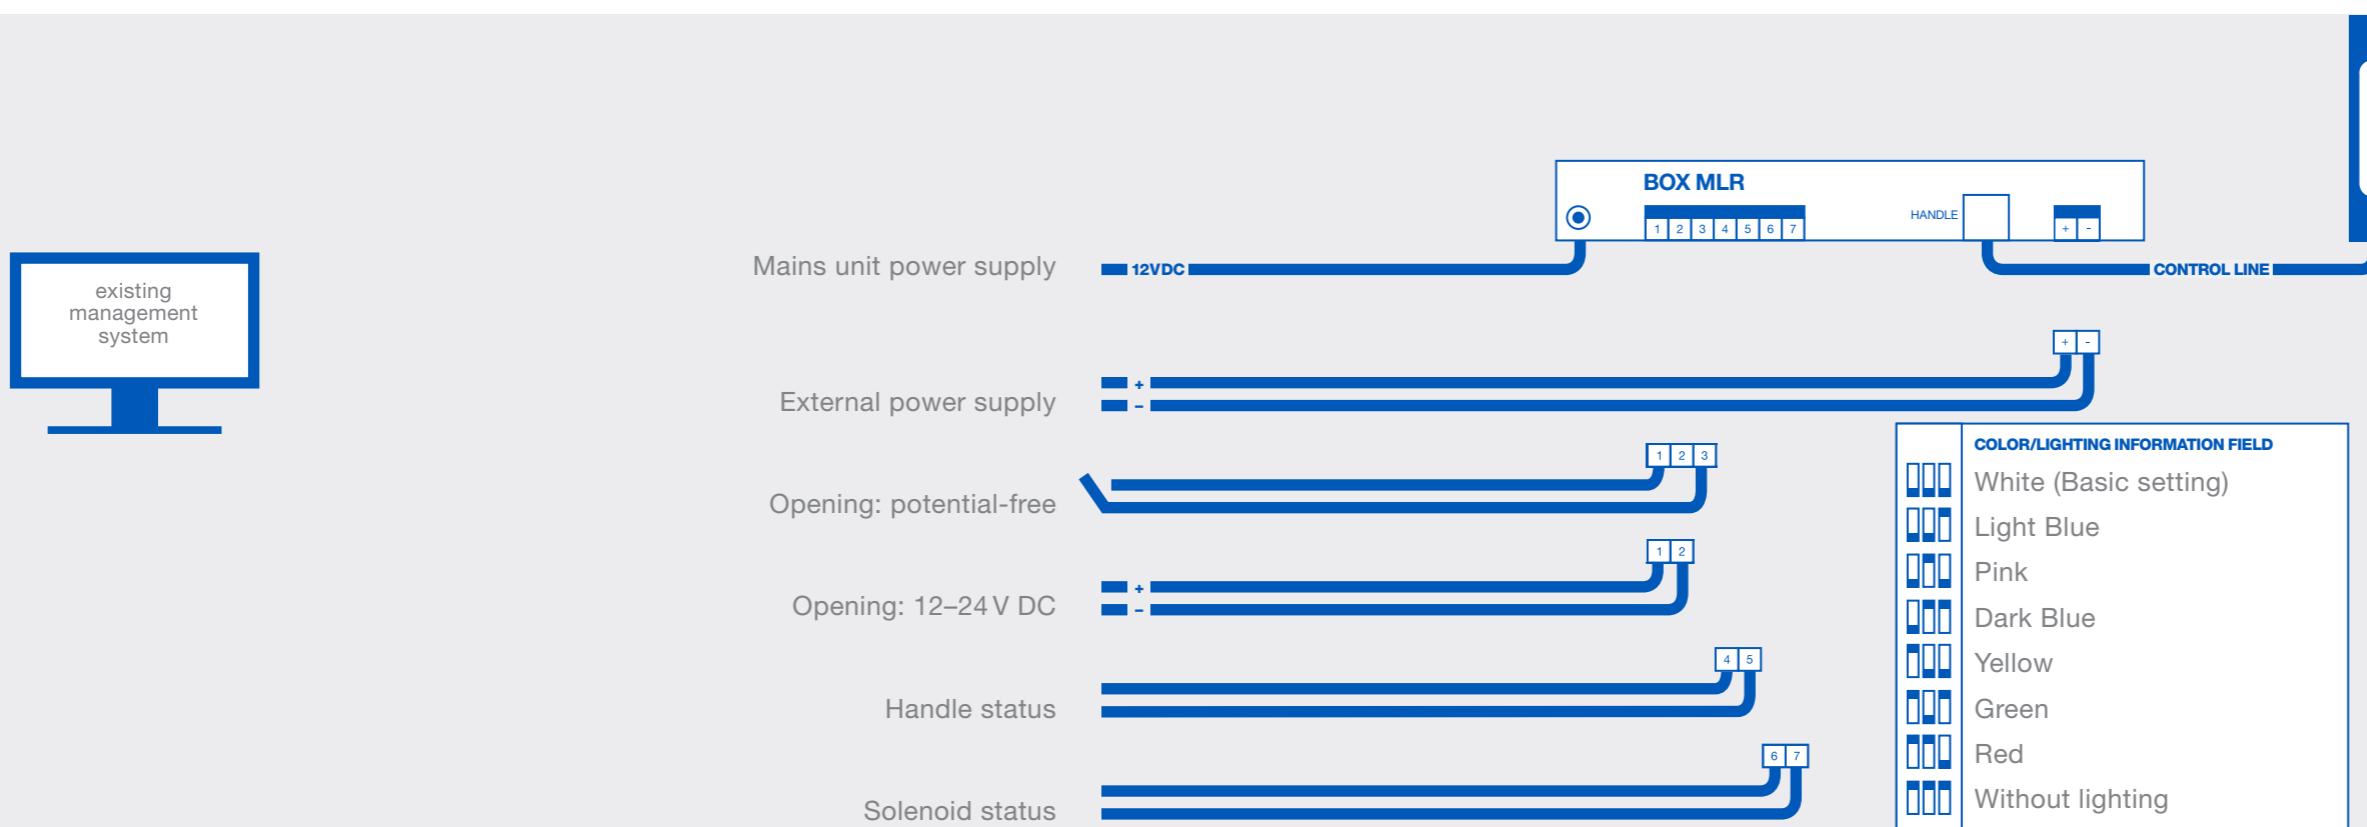 BOX MLR
HANDLE
1 2 3 4 5 6 7
+ -
Mains unit power supply
12VDC
CONTROL LINE
existing
management
system
+ -
External power supply
+
–
COLOR/LIGHTING INFORMATION FIELD
White (Basic setting)
Light Blue
Pink
Dark Blue
Yellow
Green
Red
Without lighting
1 2 3
Opening: potential-free
1 2
Opening: 12–24 V DC
+
–
4 5
Handle status
6 7
Solenoid status